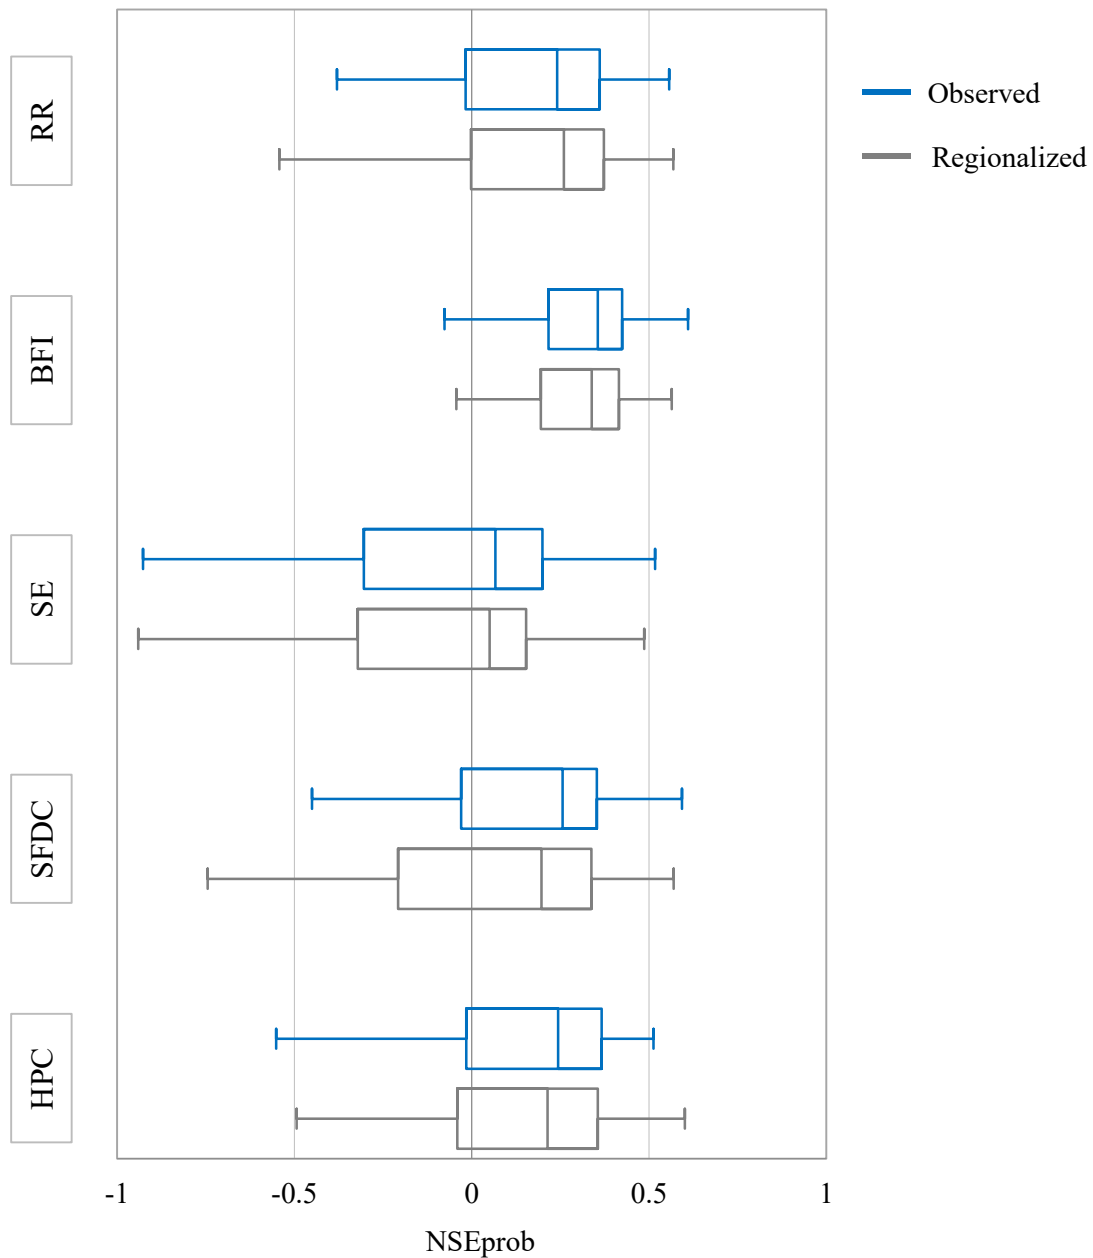 RR
Observed
Regionalized
BFI
SE
SFDC
HPC
-1 -0.5 0 0.5 1
NSEprob